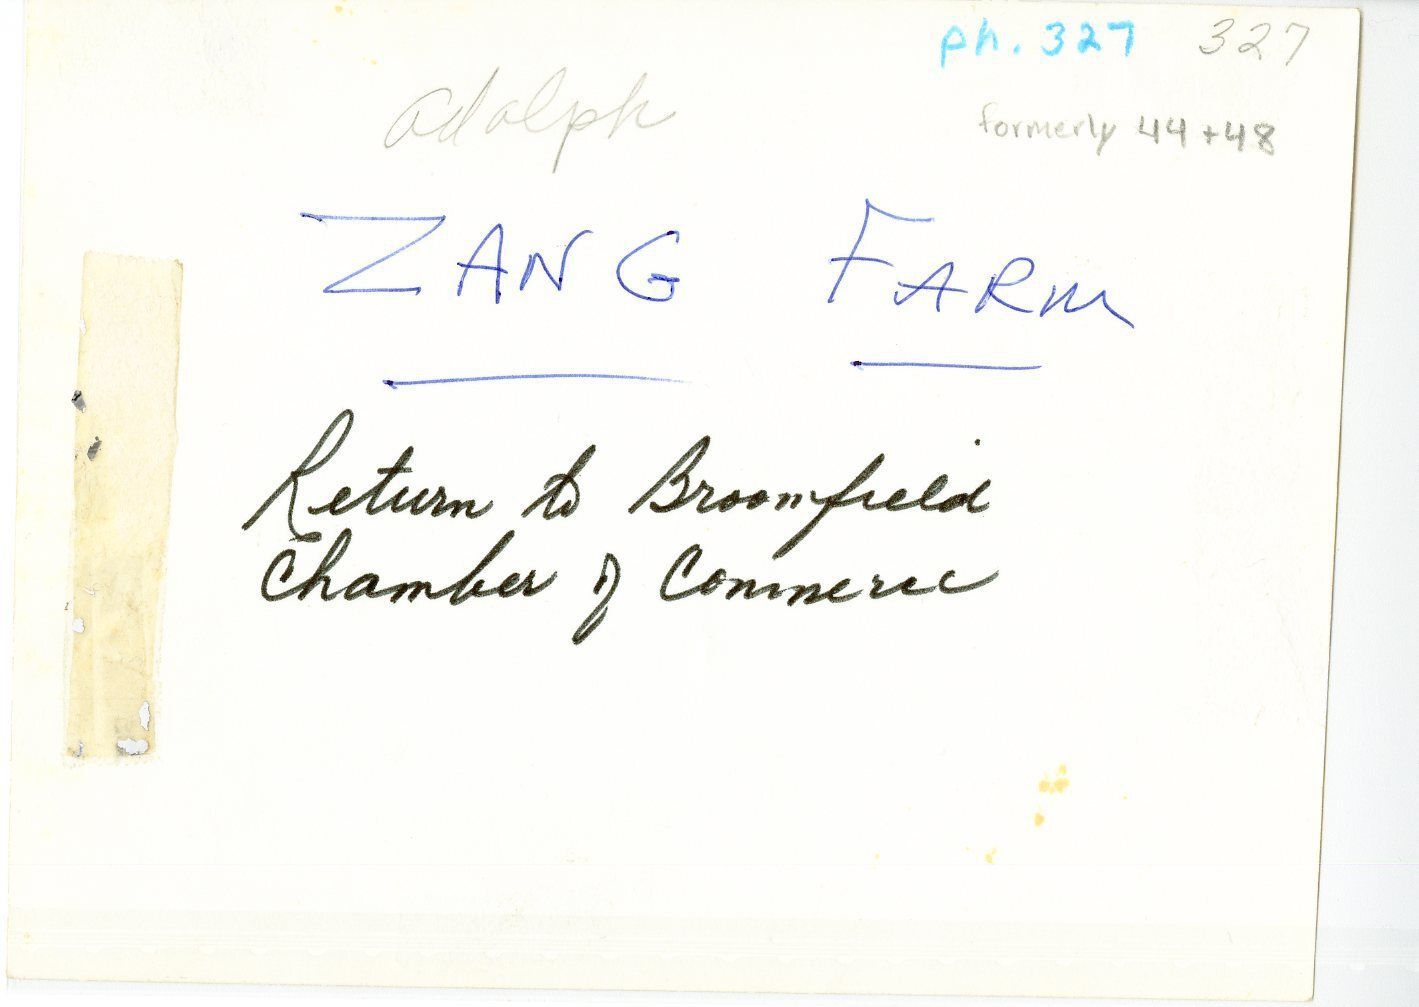 ph. 327 327
formerly 44 + 48
adolph
ZANG FARM
Return to Broomfield
Chamber of Commerce